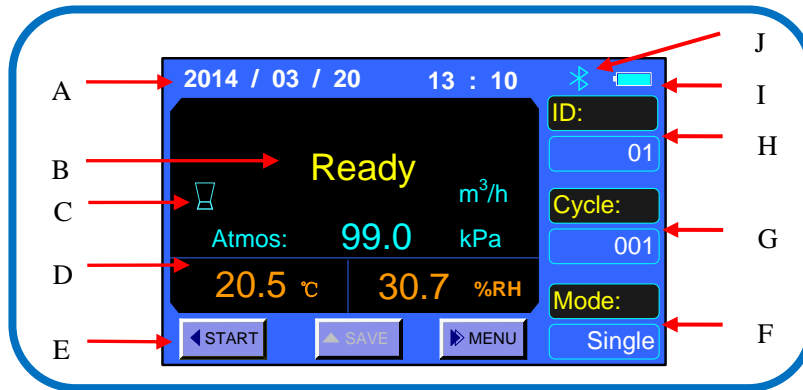 J
A
2014 / 03 / 20 13 : 10
I
ID:
B
Ready
01
H
C
m³/h
Cycle:
Atmos: 99.0 kPa
001
G
D
20.5 ℃ 30.7 %RH
Mode:
E
START SAVE MENU
Single
F